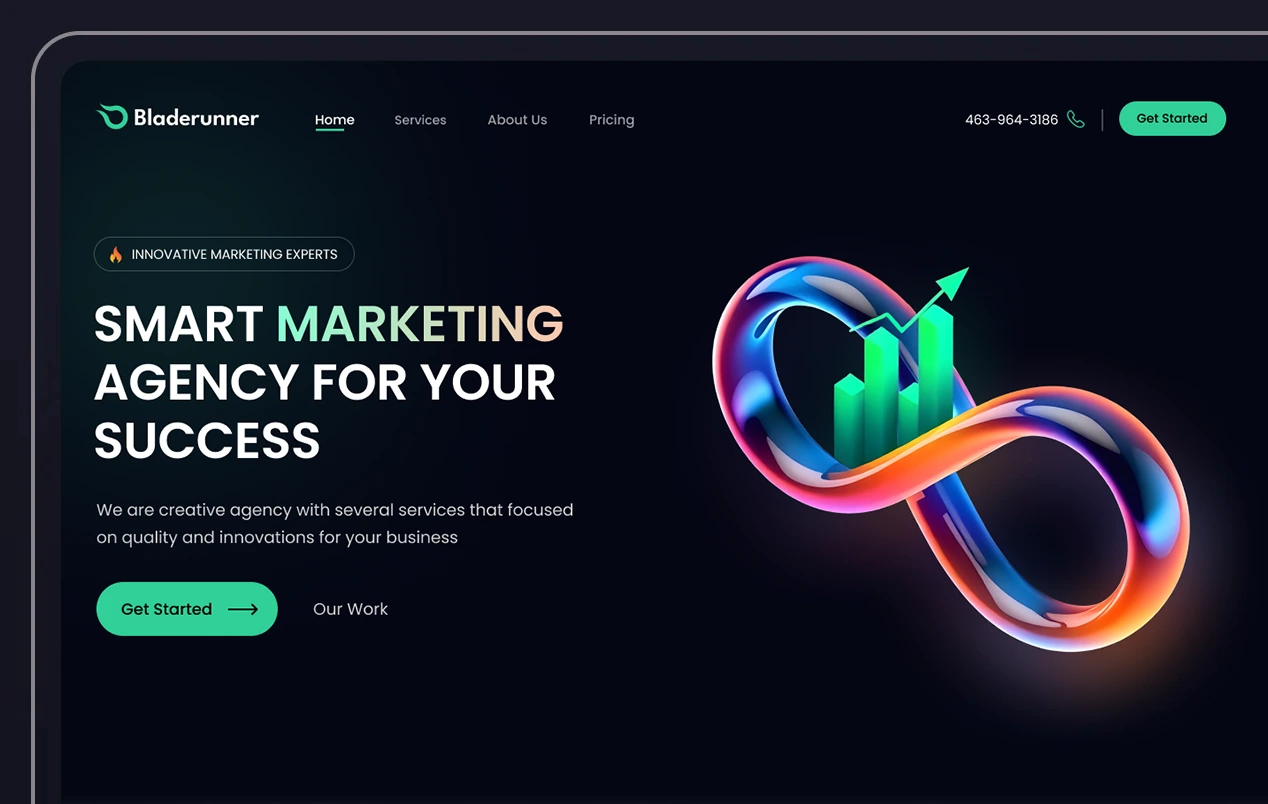 Bladerunner
Home
Services
About Us
Pricing
463-964-3186
Get Started
INNOVATIVE MARKETING EXPERTS
SMART MARKETING
AGENCY FOR YOUR
SUCCESS
We are creative agency with several services that focused
on quality and innovations for your business
Get Started
Our Work